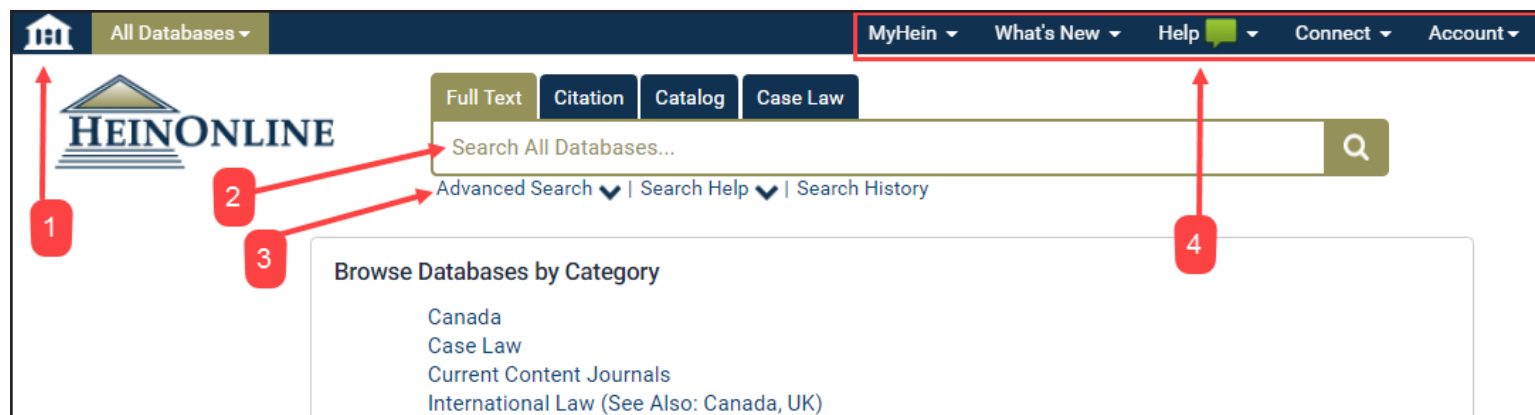 All Databases MyHein What's New Help Connect Account
Full Text Citation Catalog Case Law
HEINONLINE
Search All Databases...
Advanced Search | Search Help | Search History
1
2
3
4
Browse Databases by Category
Canada
Case Law
Current Content Journals
International Law (See Also: Canada, UK)